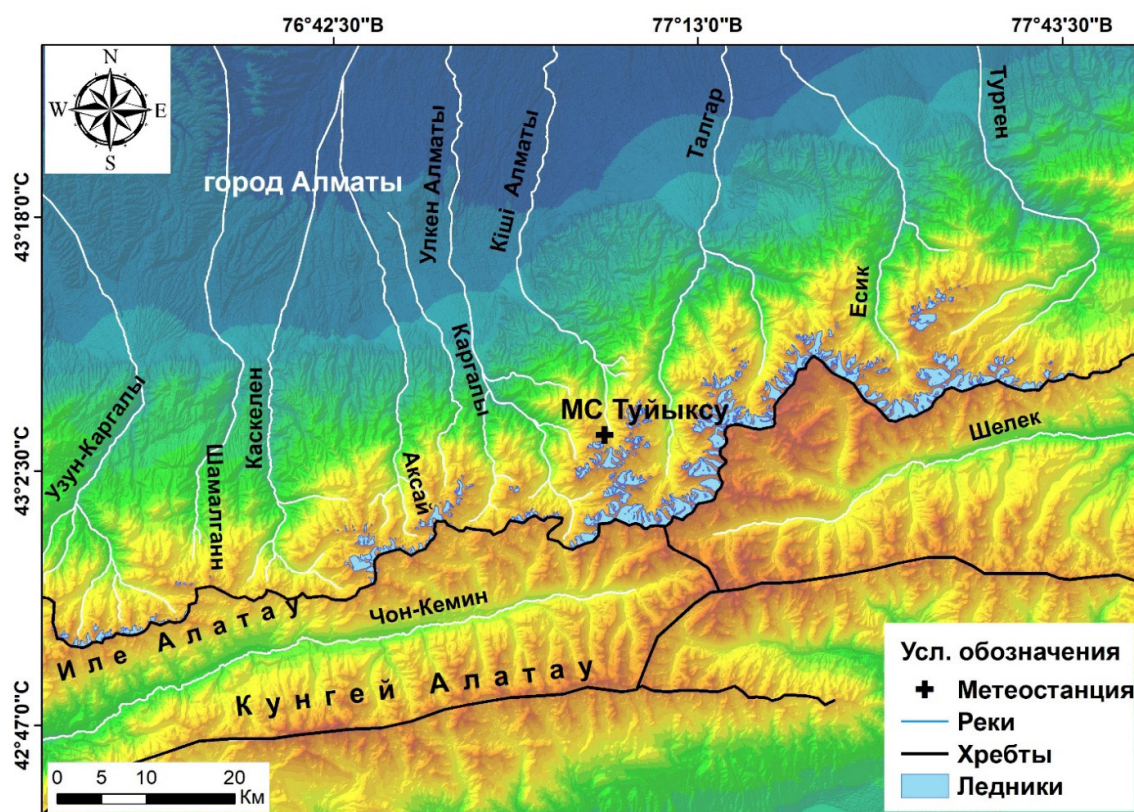 76°42'30"В
77°13'0"В
77°43'30"В
N
W
E
S
43°18'0"С
43°2'30"С
42°47'0"С
город Алматы
Улкен Алматы
Кіші Алматы
Талгар
Турген
Есик
Узун-Каргалы
Шамалганн
Каскелен
Аксай
Каргалы
МС Туйыксу
Шелек
Чон-Кемин
Иле Алатау
Кунгей Алатау
Усл. обозначения
Метеостанция
Реки
Хребты
Ледники
0 5 10 20
Км